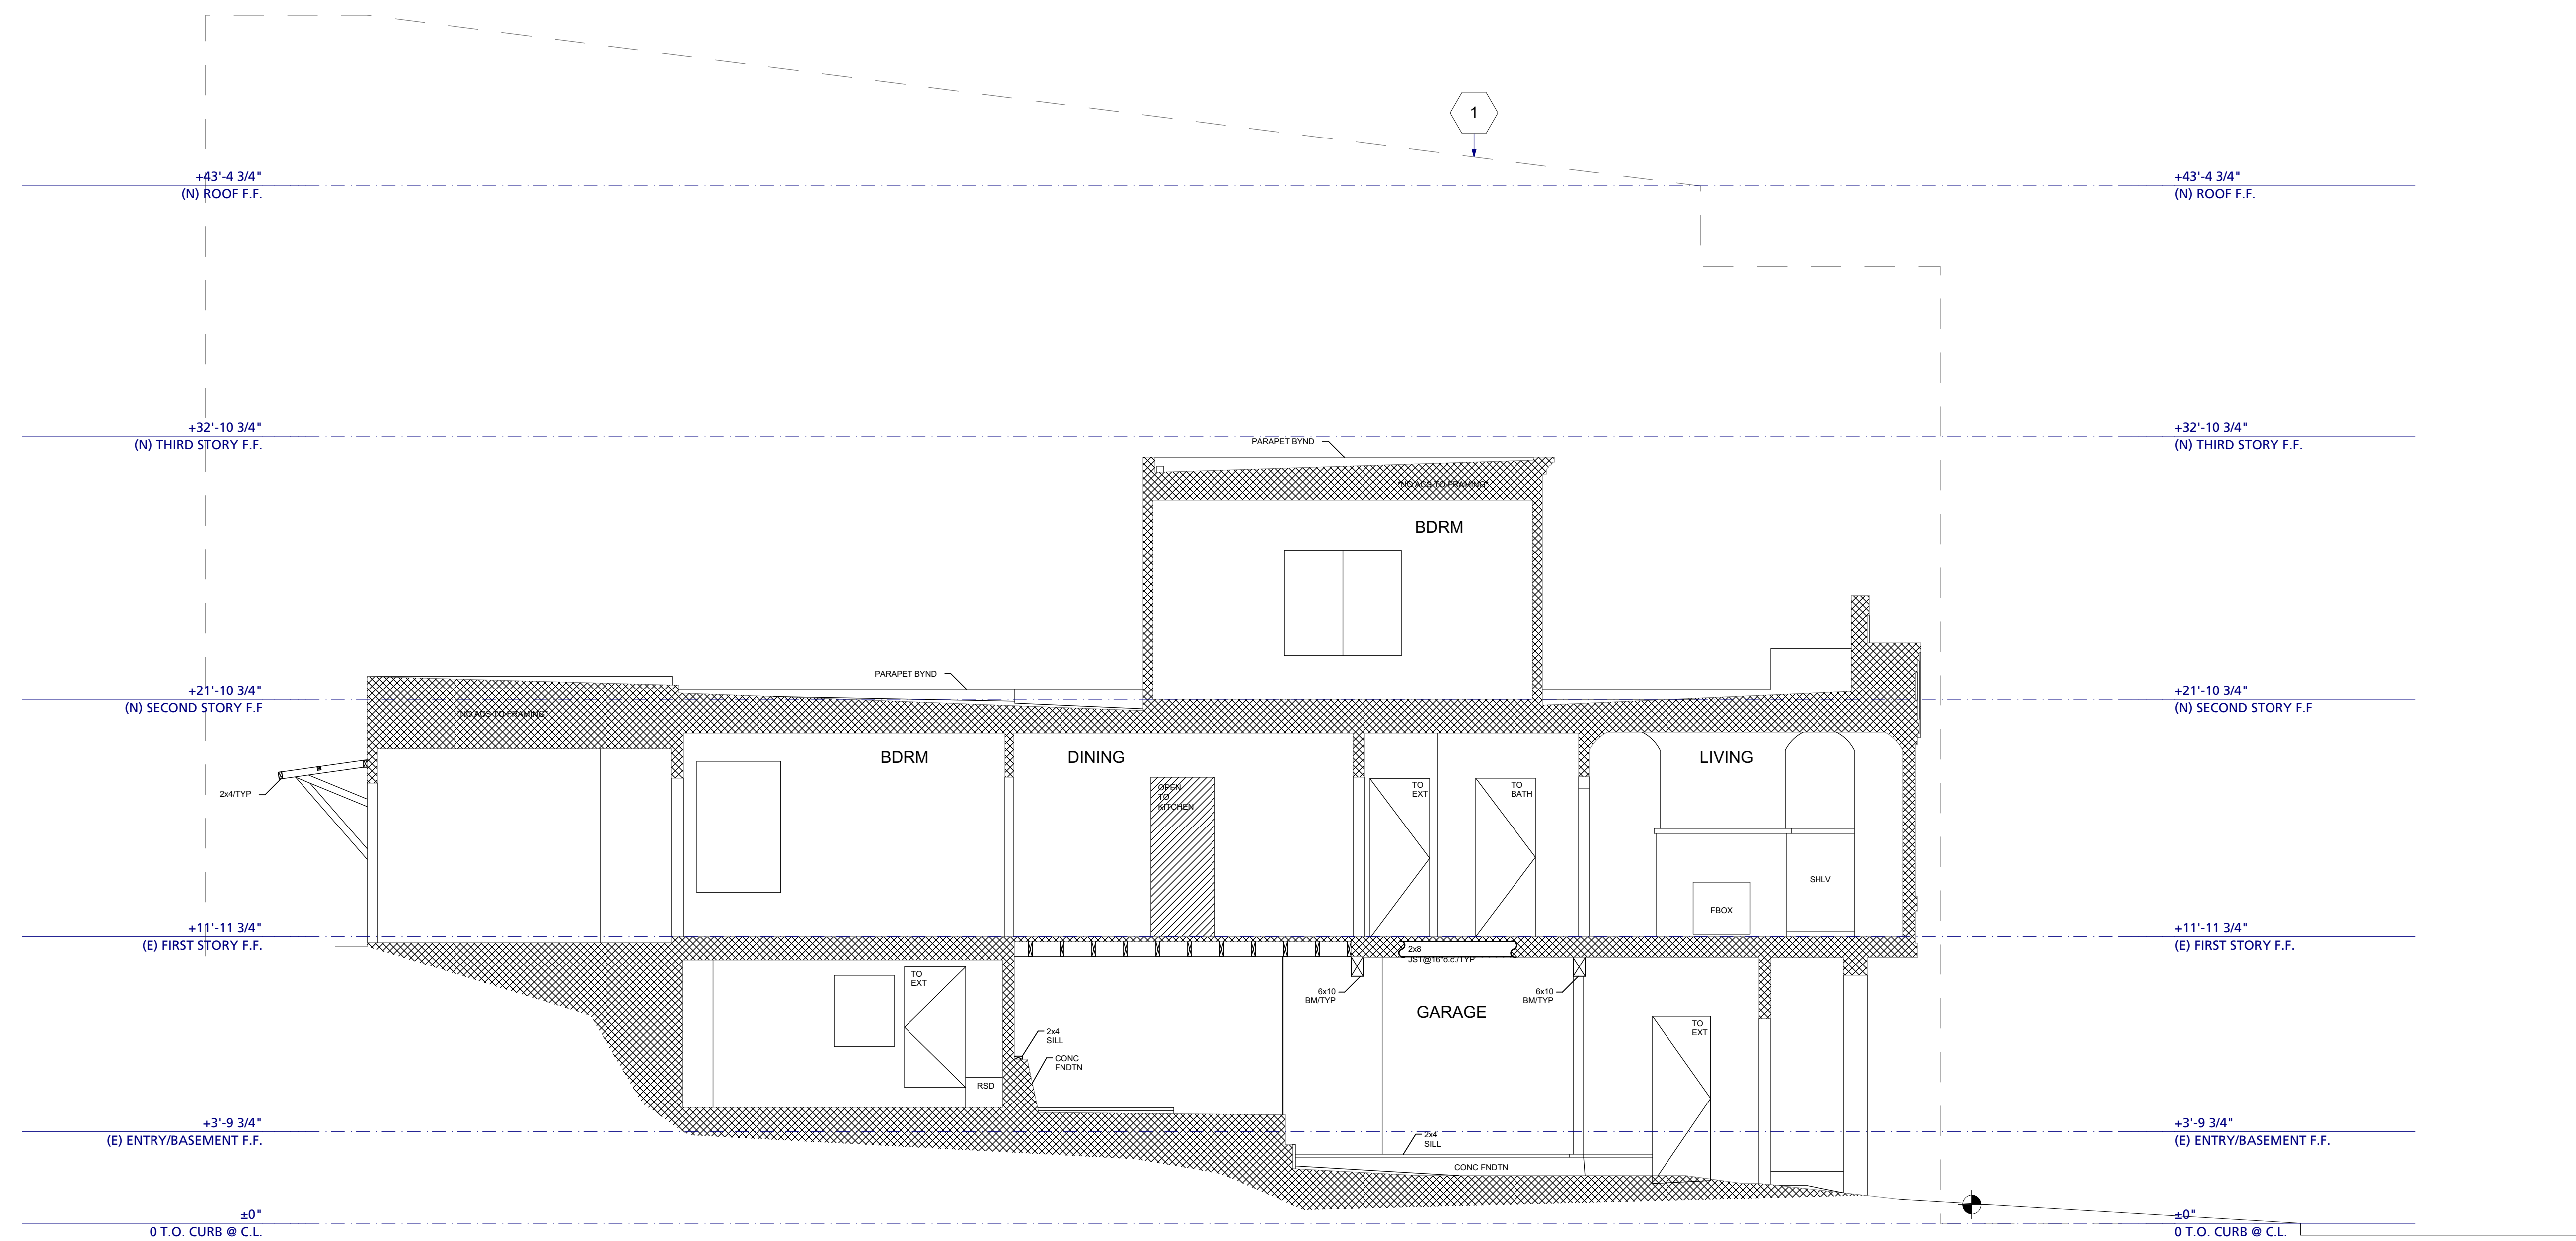 1
+43'-4 3/4"
(N) ROOF F.F.
+43'-4 3/4"
(N) ROOF F.F.
+32'-10 3/4"
(N) THIRD STORY F.F.
PARAPET BYND
+32'-10 3/4"
(N) THIRD STORY F.F.
"NO ACS TO FRAMING"
BDRM
PARAPET BYND
+21'-10 3/4"
(N) SECOND STORY F.F
+21'-10 3/4"
(N) SECOND STORY F.F
"NO ACS TO FRAMING"
BDRM
DINING
LIVING
2x4/TYP
OPEN
TO
KITCHEN
TO
EXT
TO
BATH
SHLV
FBOX
+11'-11 3/4"
(E) FIRST STORY F.F.
+11'-11 3/4"
(E) FIRST STORY F.F.
2x8
JST@16"o.c./TYP
TO
EXT
6x10
BM/TYP
6x10
BM/TYP
GARAGE
2x4
SILL
TO
EXT
CONC
FNDTN
RSD
+3'-9 3/4"
(E) ENTRY/BASEMENT F.F.
2x4
SILL
+3'-9 3/4"
(E) ENTRY/BASEMENT F.F.
CONC FNDTN
±0"
0 T.O. CURB @ C.L.
±0"
0 T.O. CURB @ C.L.